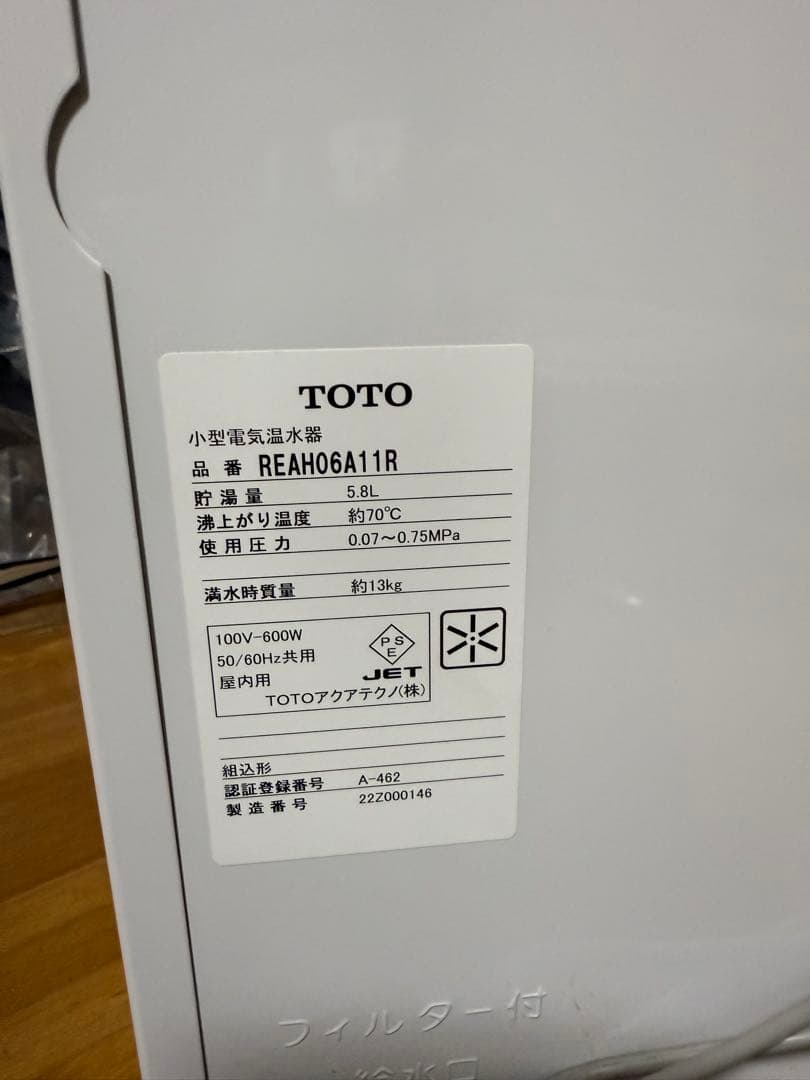 TOTO
小型電気温水器
品番 REAH06A11R
貯湯量 5.8L
沸上がり温度 約70℃
使用圧力 0.07～0.75MPa
満水時質量 約13kg
100V-600W
50/60Hz共用
屋内用
PSE
JET
TOTOアクアテクノ(株)
組込形
認証登録番号 A-462
製造番号 22Z000146
フィルター付
給水口